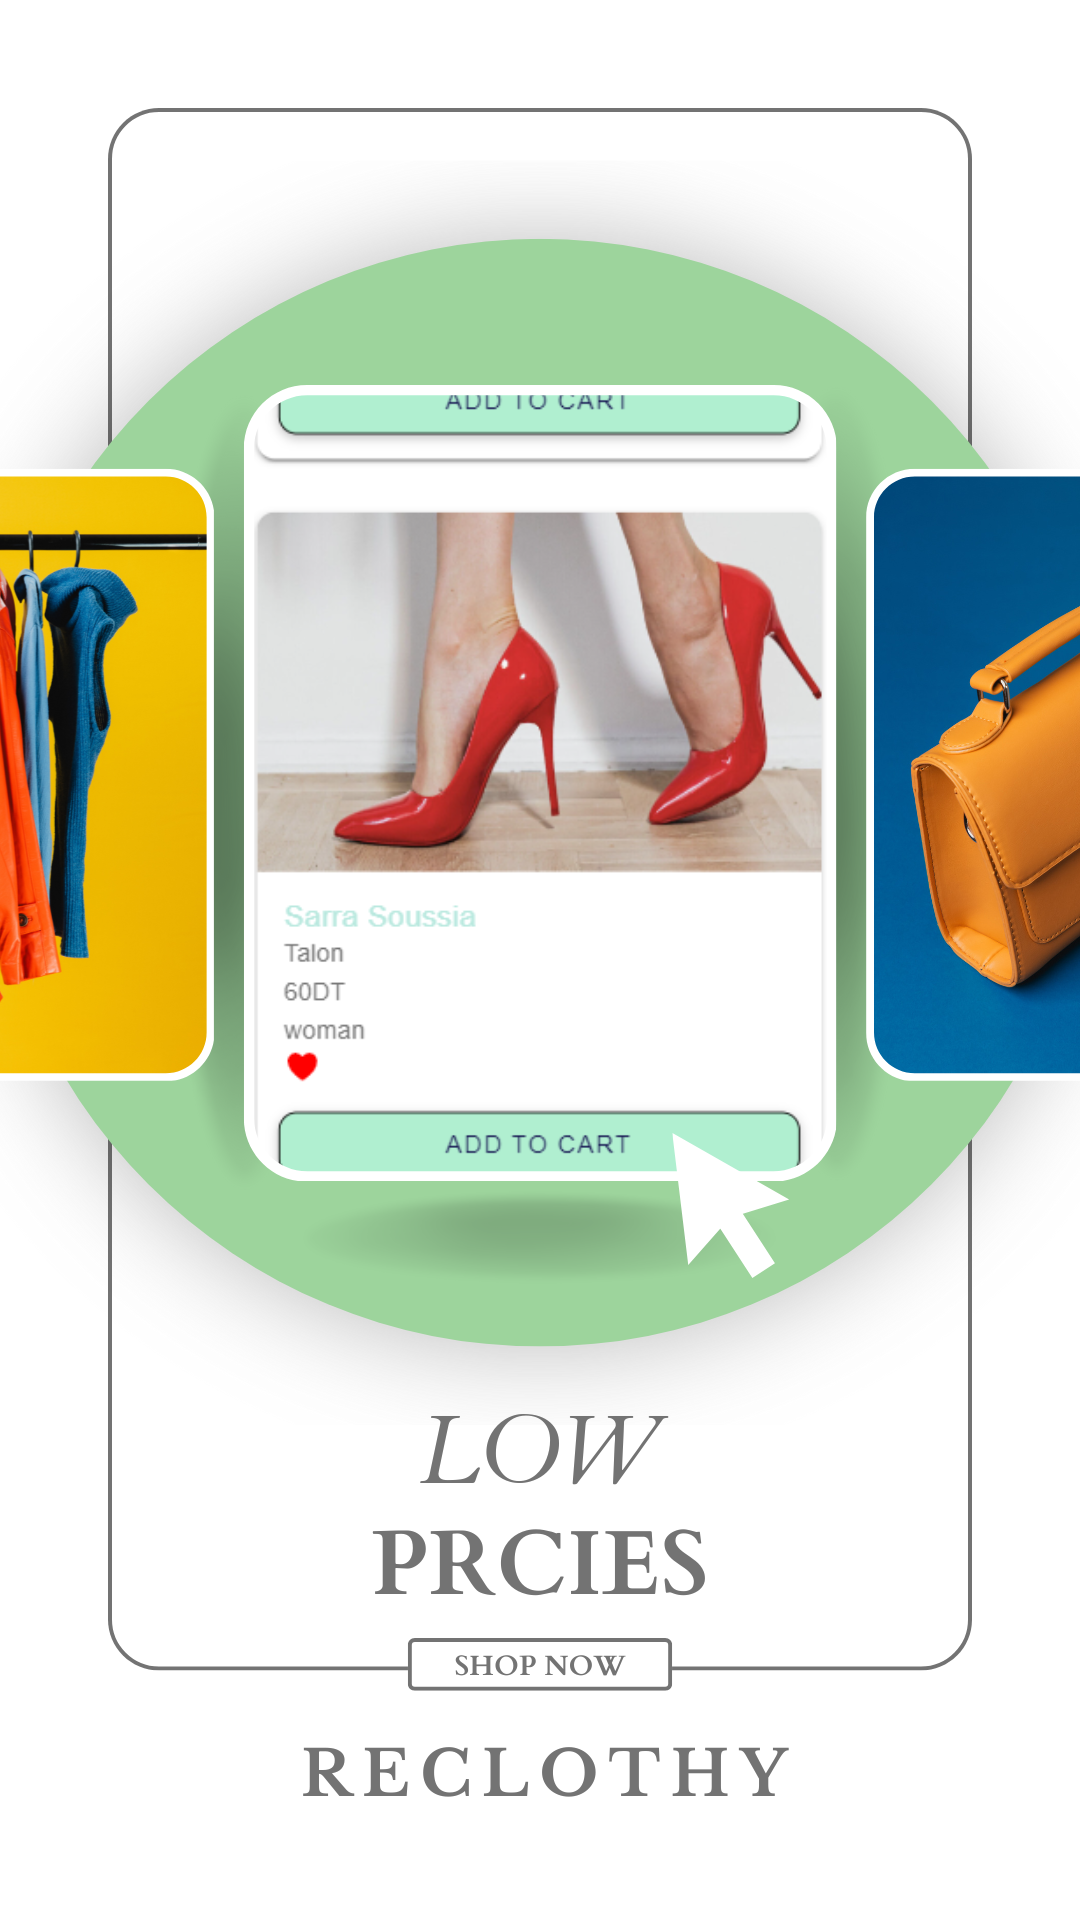 ADD TO CART
Sarra Soussia
Talon
60DT
woman
ADD TO CART
LOW
PRCIES
SHOP NOW
RECLOTHY